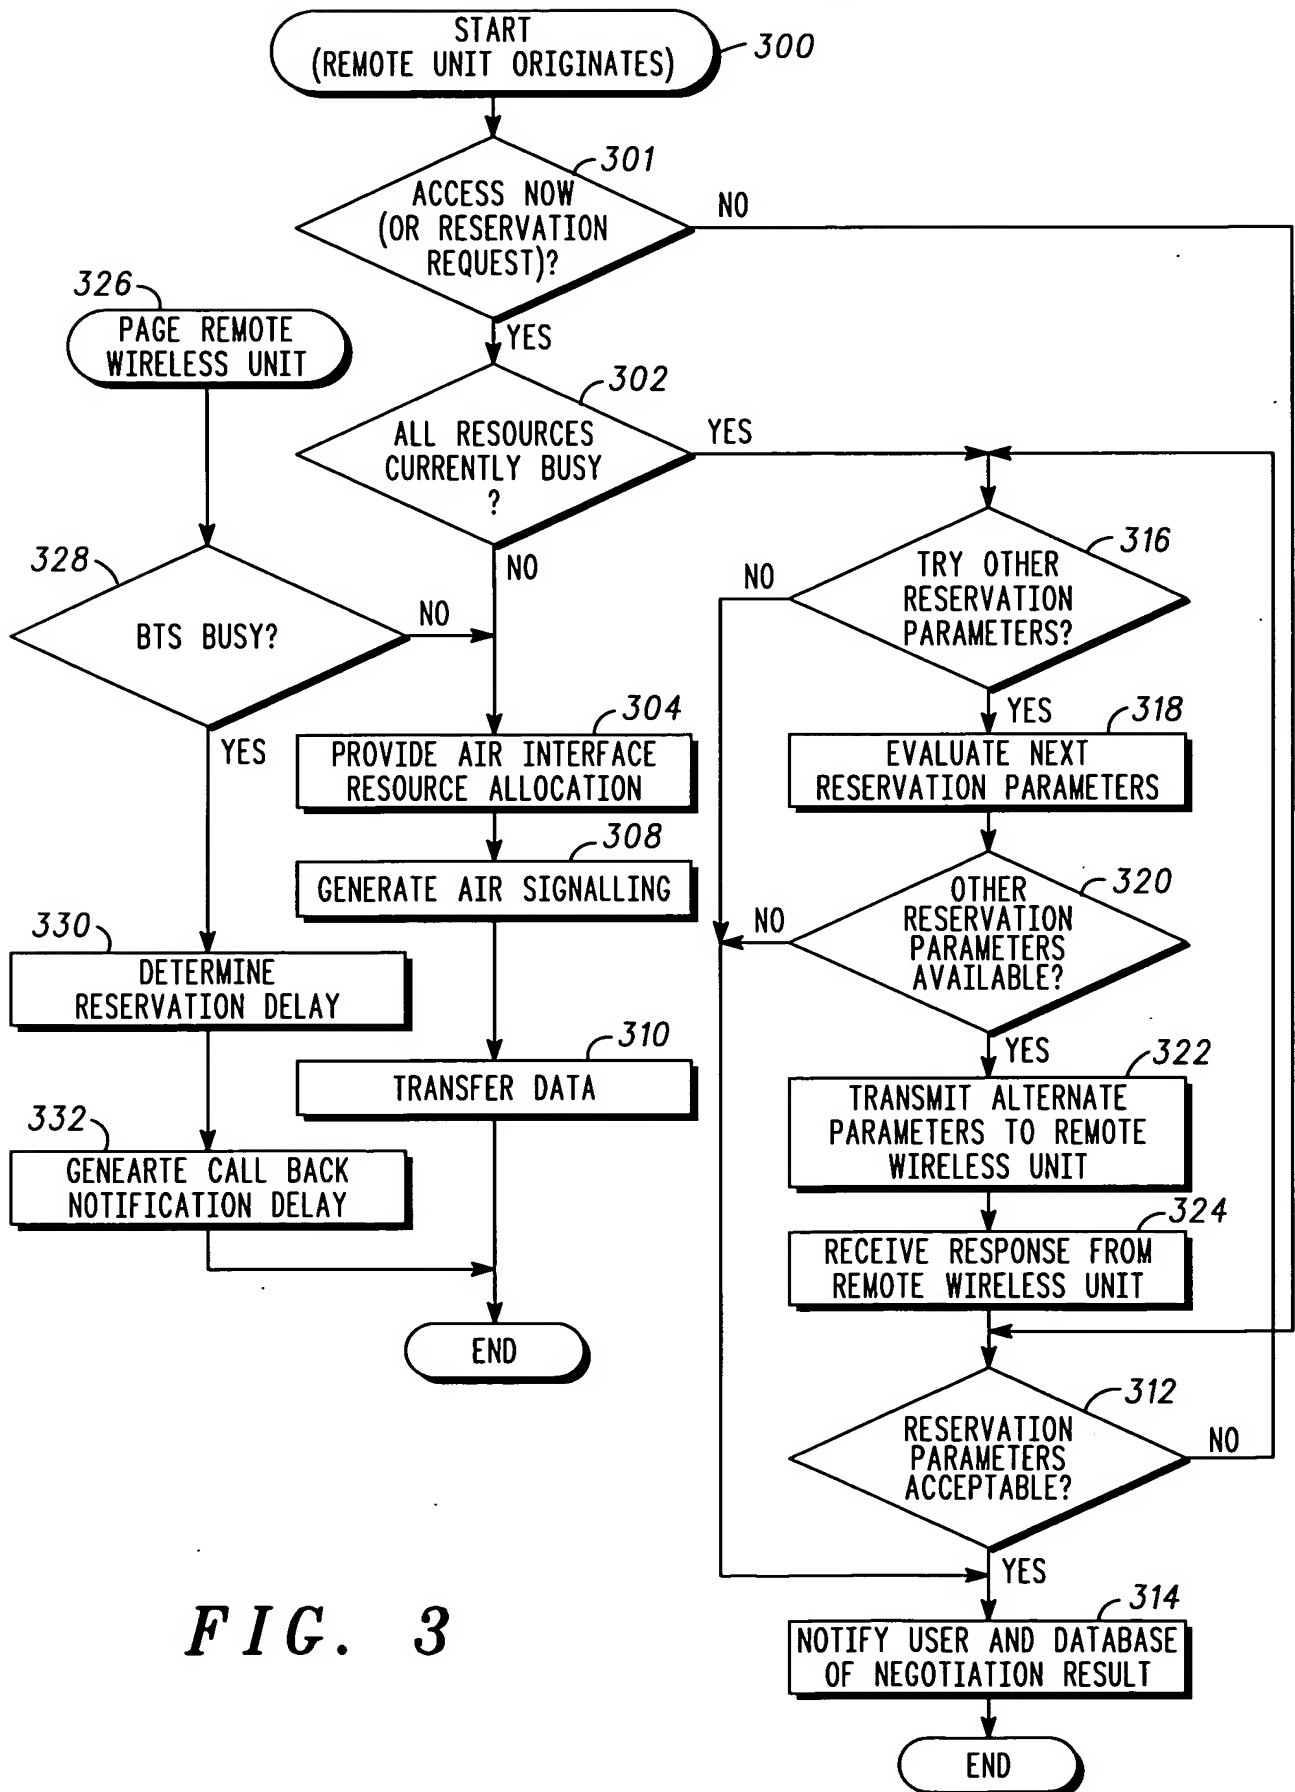 START
(REMOTE UNIT ORIGINATES)
300
301
ACCESS NOW
(OR RESERVATION
REQUEST)?
NO
YES
326
PAGE REMOTE
WIRELESS UNIT
302
ALL RESOURCES
CURRENTLY BUSY
?
YES
NO
328
BTS BUSY?
NO
YES
316
TRY OTHER
RESERVATION
PARAMETERS?
NO
YES
304
PROVIDE AIR INTERFACE
RESOURCE ALLOCATION
318
EVALUATE NEXT
RESERVATION PARAMETERS
308
GENERATE AIR SIGNALLING
320
OTHER
RESERVATION
PARAMETERS
AVAILABLE?
NO
YES
330
DETERMINE
RESERVATION DELAY
310
TRANSFER DATA
322
TRANSMIT ALTERNATE
PARAMETERS TO REMOTE
WIRELESS UNIT
332
GENEARTE CALL BACK
NOTIFICATION DELAY
324
RECEIVE RESPONSE FROM
REMOTE WIRELESS UNIT
END
312
RESERVATION
PARAMETERS
ACCEPTABLE?
NO
YES
314
NOTIFY USER AND DATABASE
OF NEGOTIATION RESULT
END
FIG. 3